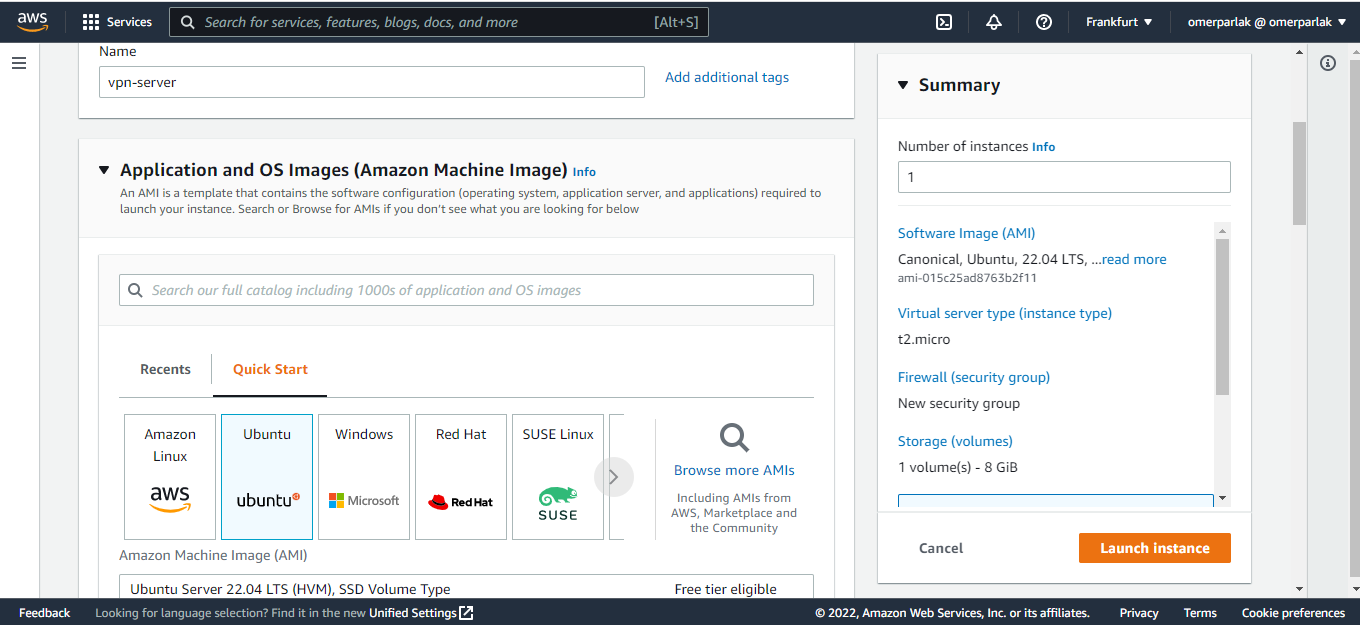 aws
Services
Search for services, features, blogs, docs, and more
[Alt+S]
Frankfurt
omerparlak @ omerparlak
Name
vpn-server
Add additional tags
Application and OS Images (Amazon Machine Image) Info
An AMI is a template that contains the software configuration (operating system, application server, and applications) required to
launch your instance. Search or Browse for AMIs if you don't see what you are looking for below
Search our full catalog including 1000s of application and OS images
Recents
Quick Start
Amazon
Linux
aws
Ubuntu
ubuntu
Windows
Microsoft
Red Hat
Red Hat
SUSE Linux
SUSE
Browse more AMIs
Including AMIs from
AWS, Marketplace and
the Community
Amazon Machine Image (AMI)
Ubuntu Server 22.04 LTS (HVM), SSD Volume Type
Free tier eligible
Summary
Number of instances Info
1
Software Image (AMI)
Canonical, Ubuntu, 22.04 LTS, ...read more
ami-015c25ad8763b2f11
Virtual server type (instance type)
t2.micro
Firewall (security group)
New security group
Storage (volumes)
1 volume(s) - 8 GiB
Cancel
Launch instance
Feedback
Looking for language selection? Find it in the new Unified Settings
© 2022, Amazon Web Services, Inc. or its affiliates.
Privacy
Terms
Cookie preferences